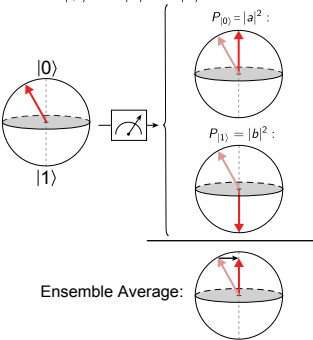 |0⟩
|1⟩
P|0⟩ = |a|² :
P|1⟩ = |b|² :
Ensemble Average: